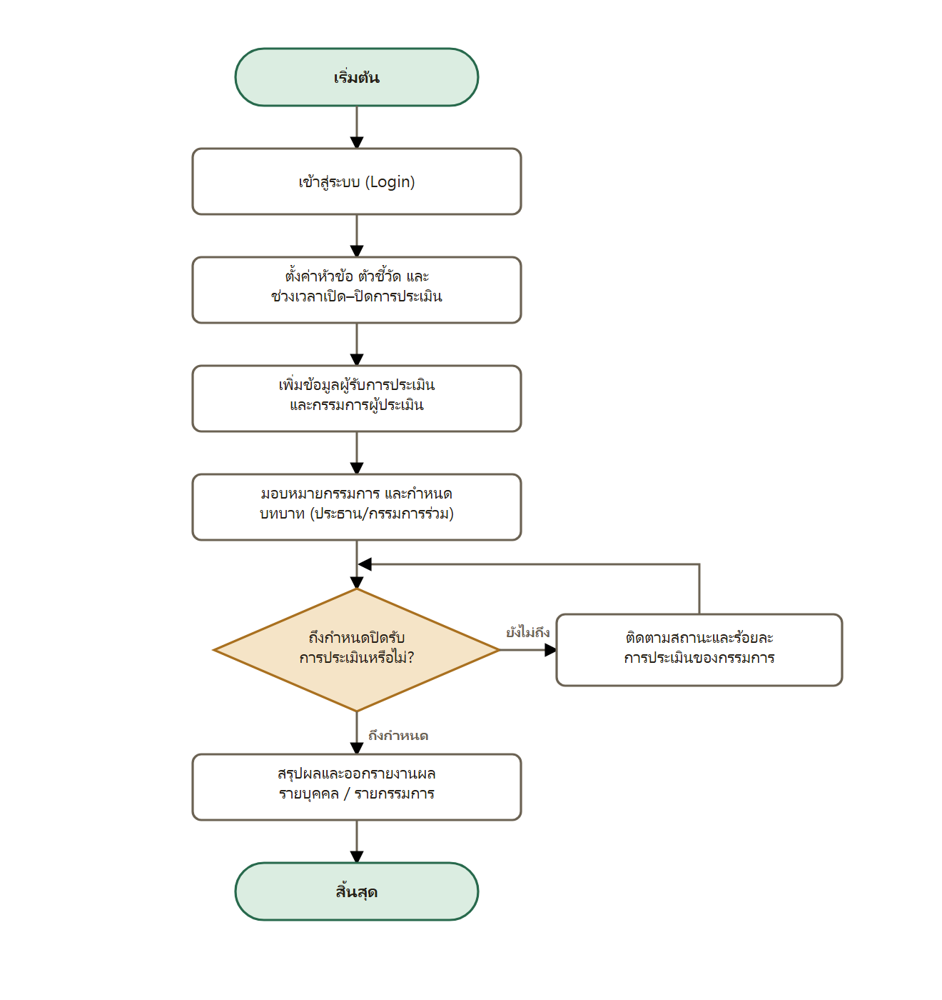 เริ่มต้น
เข้าสู่ระบบ (Login)
ตั้งค่าหัวข้อ ตัวชี้วัด และ
ช่วงเวลาเปิด–ปิดการประเมิน
เพิ่มข้อมูลผู้รับการประเมิน
และกรรมการผู้ประเมิน
มอบหมายกรรมการ และกำหนด
บทบาท (ประธาน/กรรมการร่วม)
ถึงกำหนดปิดรับ
การประเมินหรือไม่?
ยังไม่ถึง
ติดตามสถานะและร้อยละ
การประเมินของกรรมการ
ถึงกำหนด
สรุปผลและออกรายงานผล
รายบุคคล / รายกรรมการ
สิ้นสุด